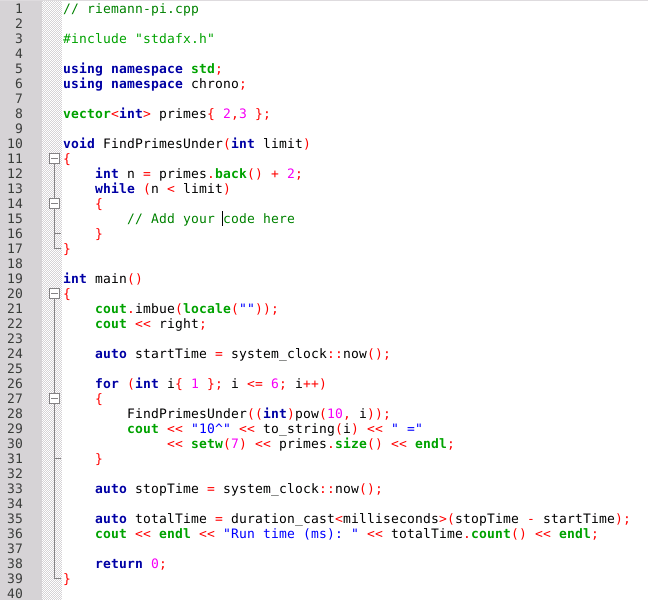 1 // riemann-pi.cpp
2
3 #include "stdafx.h"
4
5 using namespace std;
6 using namespace chrono;
7
8 vector<int> primes{ 2,3 };
9
10 void FindPrimesUnder(int limit)
11 {
12     int n = primes.back() + 2;
13     while (n < limit)
14     {
15         // Add your code here
16     }
17 }
18
19 int main()
20 {
21     cout.imbue(locale(""));
22     cout << right;
23
24     auto startTime = system_clock::now();
25
26     for (int i{ 1 }; i <= 6; i++)
27     {
28         FindPrimesUnder((int)pow(10, i));
29         cout << "10^" << to_string(i) << " ="
30              << setw(7) << primes.size() << endl;
31     }
32
33     auto stopTime = system_clock::now();
34
35     auto totalTime = duration_cast<milliseconds>(stopTime - startTime);
36     cout << endl << "Run time (ms): " << totalTime.count() << endl;
37
38     return 0;
39 }
40